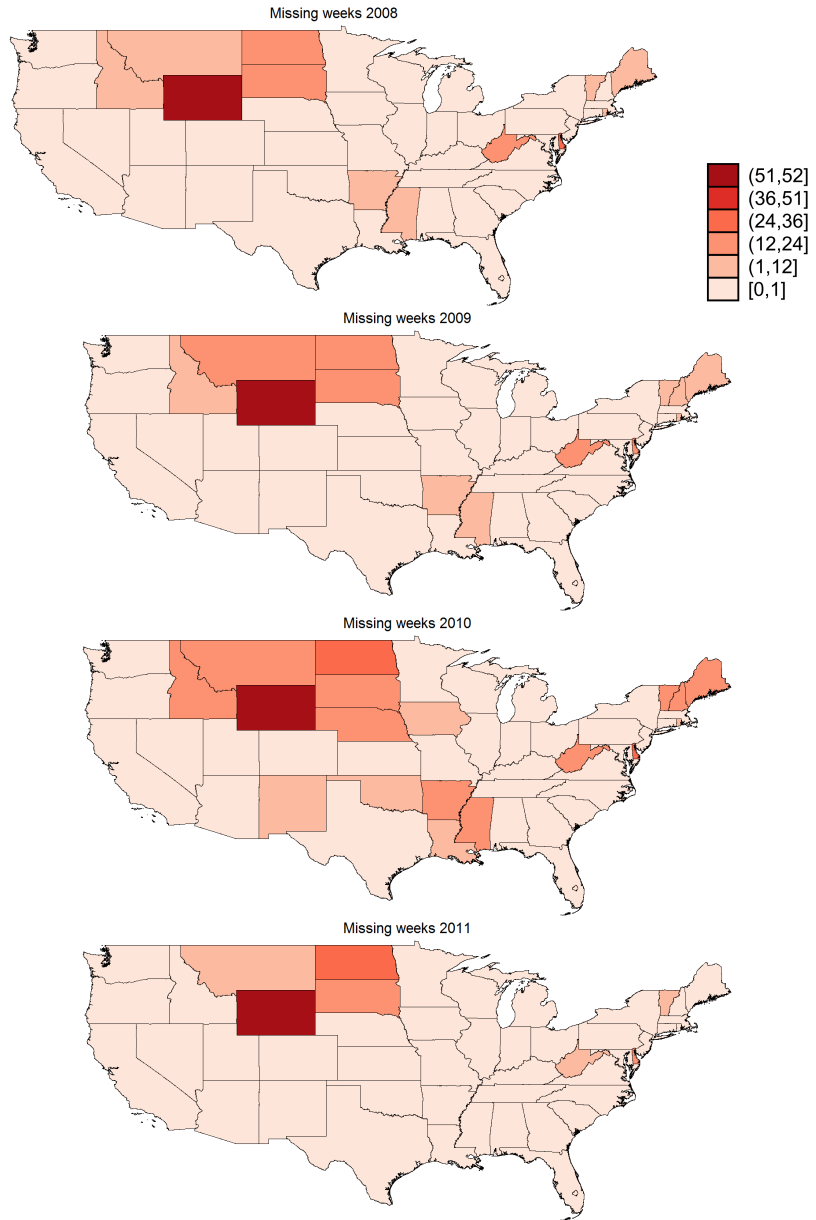 Missing weeks 2008
(51,52]
(36,51]
(24,36]
(12,24]
(1,12]
[0,1]
Missing weeks 2009
Missing weeks 2010
Missing weeks 2011